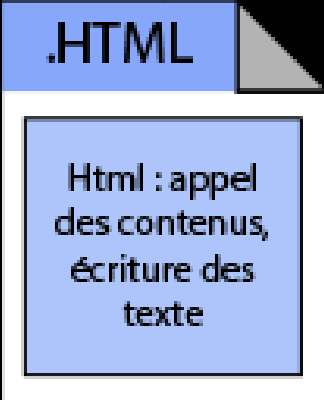 .HTML
Html : appel
des contenus,
écriture des
texte